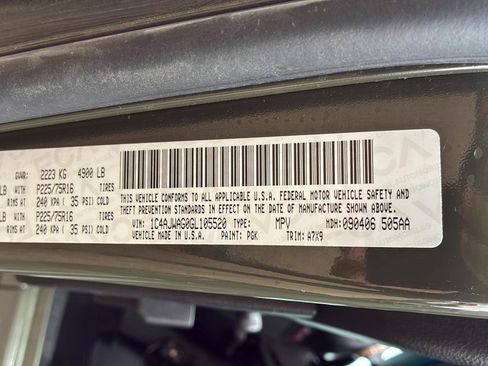 GVWR: 2223 KG 4900 LB
LB WITH P225/75R16 TIRES
RIMS AT 240 KPA ( 35 PSI) COLD
LB WITH P225/75R16 TIRES
RIMS AT 240 KPA ( 35 PSI) COLD
THIS VEHICLE CONFORMS TO ALL APPLICABLE U.S.A. FEDERAL MOTOR VEHICLE SAFETY AND
THEFT PREVENTION STANDARDS IN EFFECT ON THE DATE OF MANUFACTURE SHOWN ABOVE.
VIN: 1C4AJWAG0GL105520 MPV MDH: 090406 505AA
VEHICLE MADE IN U.S.A. PAINT: PGK TRIM: A7X9